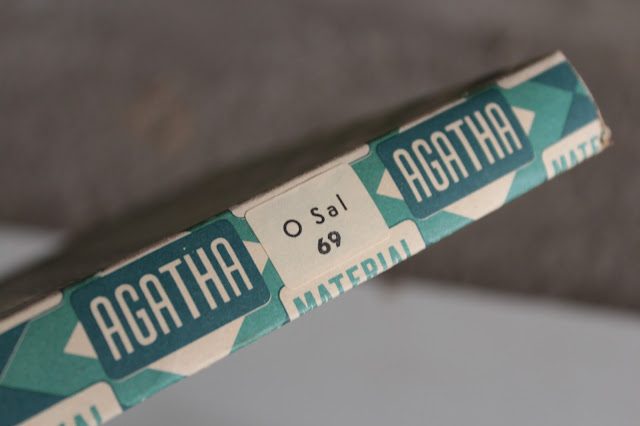 AGATHA
O Sal
69
MATERIAL
AGATHA